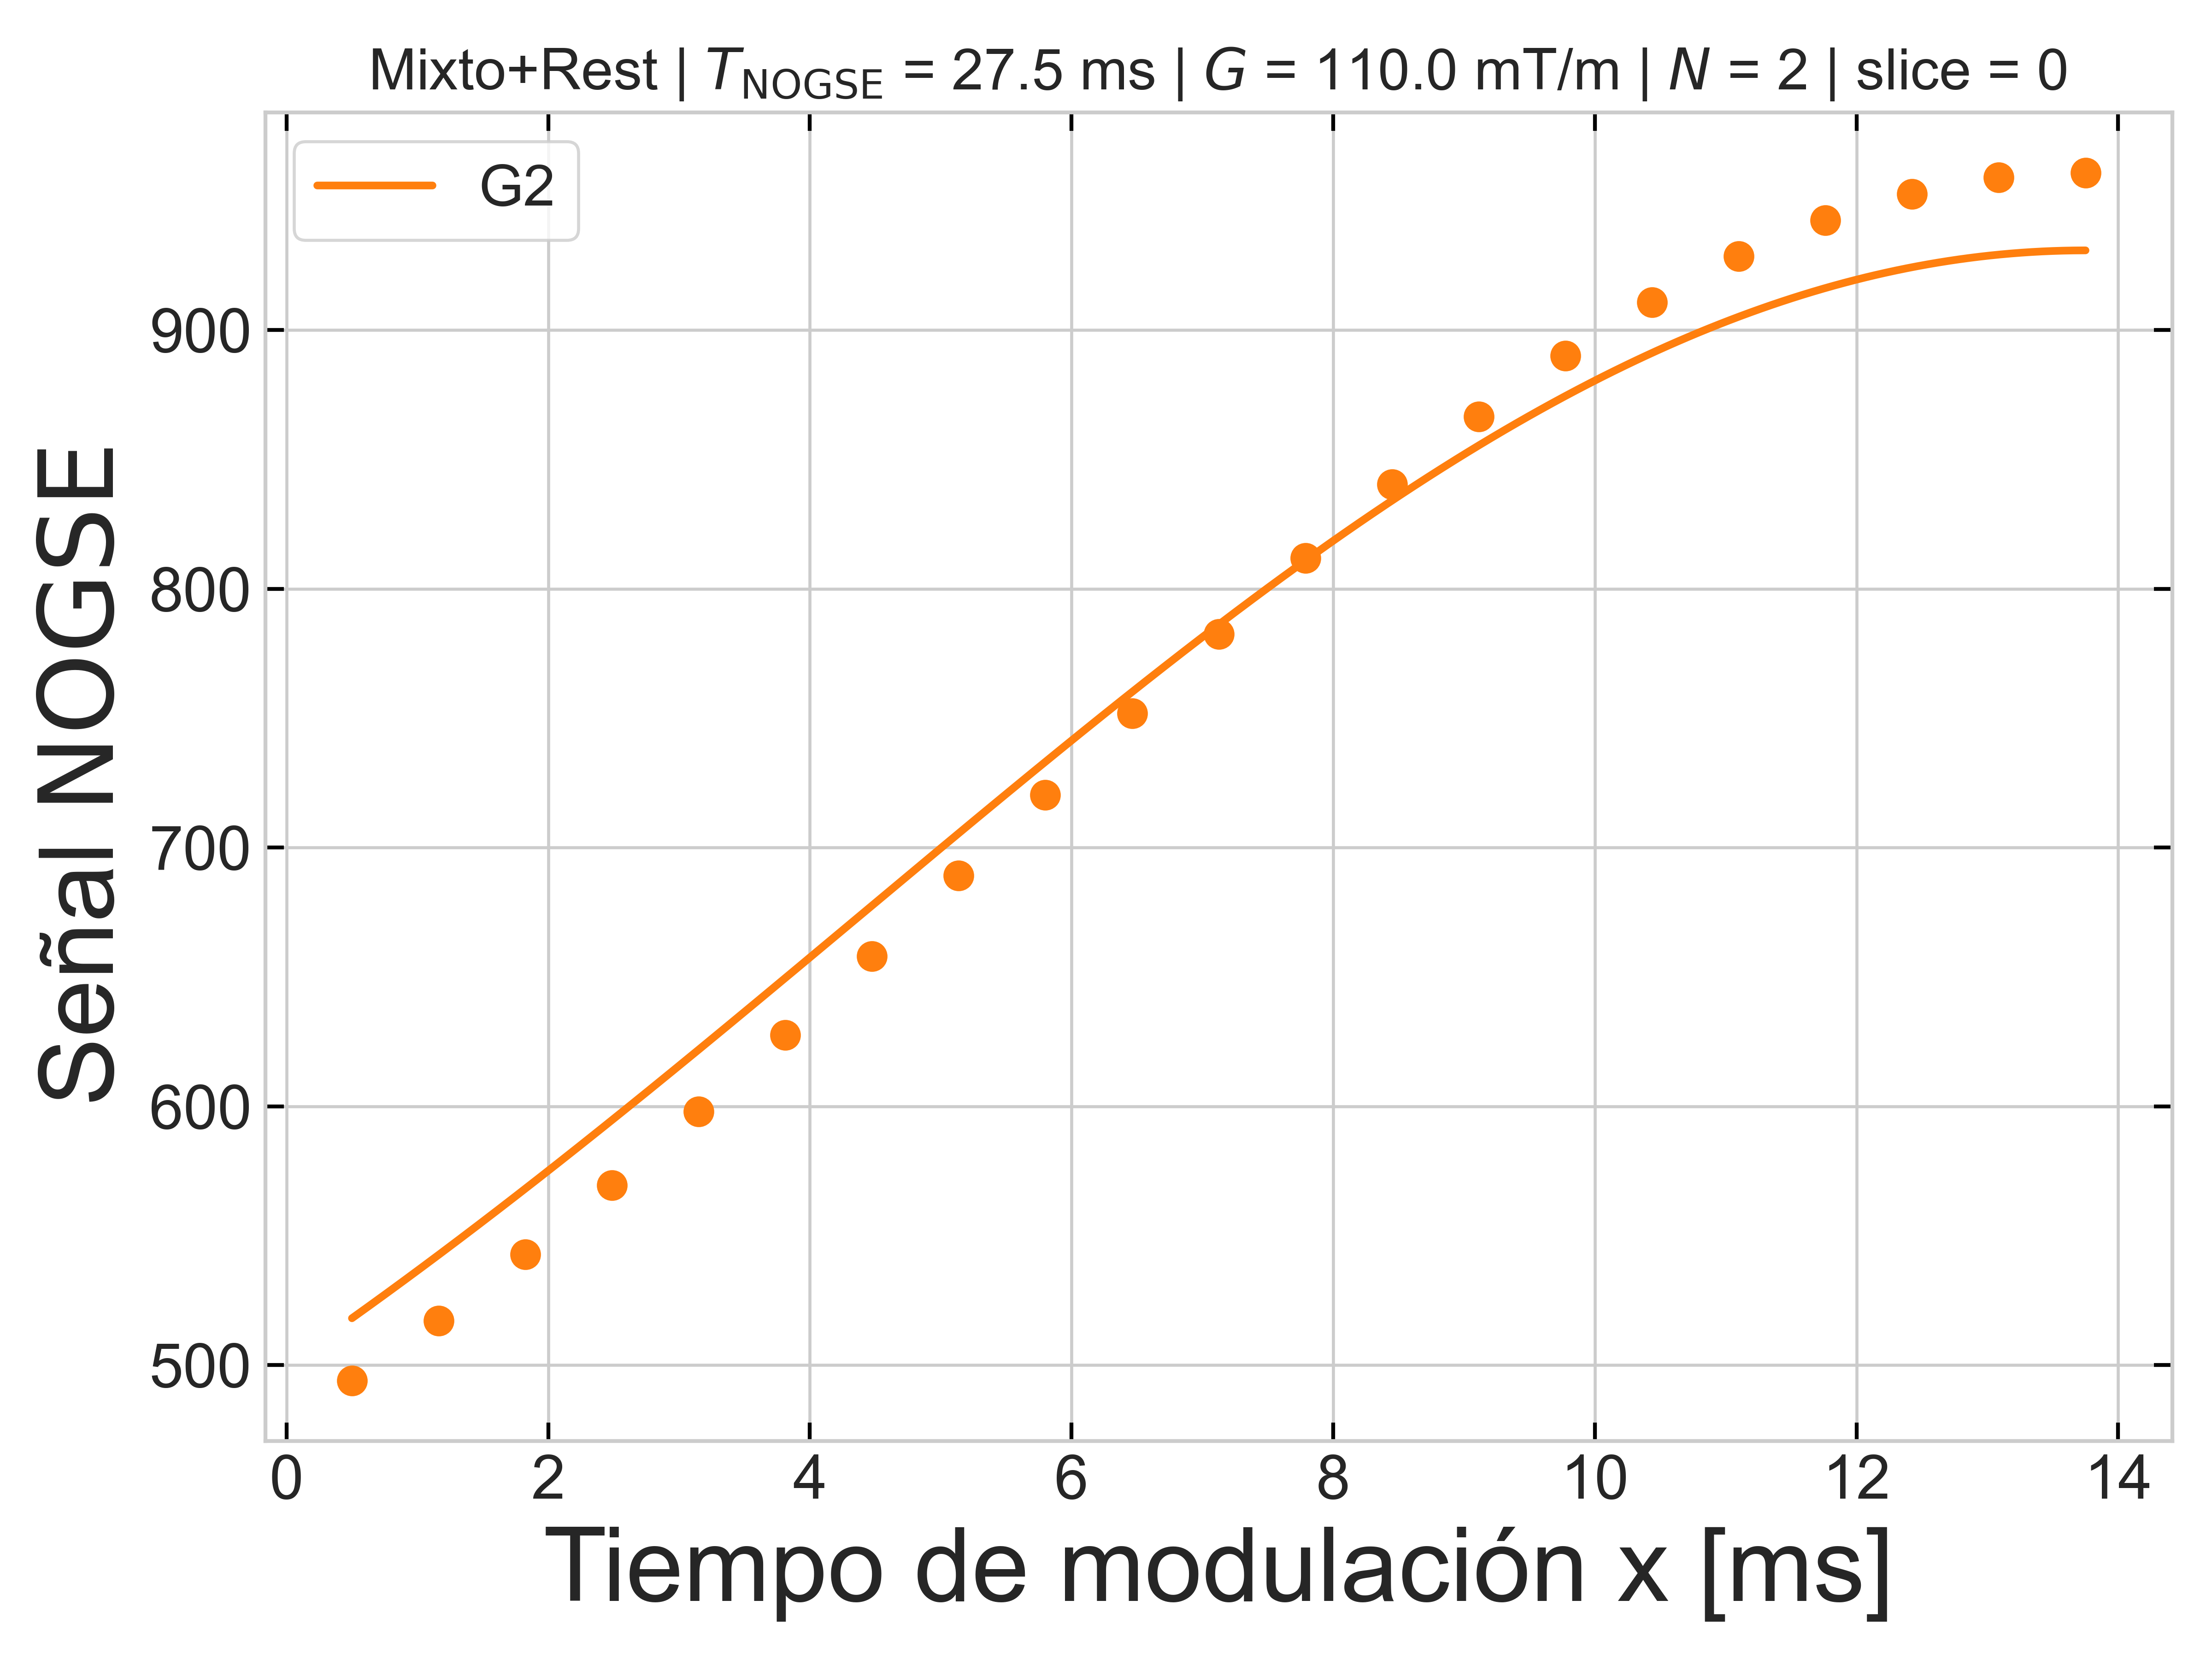 Mixto+Rest | T_NOGSE = 27.5 ms | G = 110.0 mT/m | N = 2 | slice = 0
G2
Señal NOGSE
900
800
700
600
500
0 2 4 6 8 10 12 14
Tiempo de modulación x [ms]